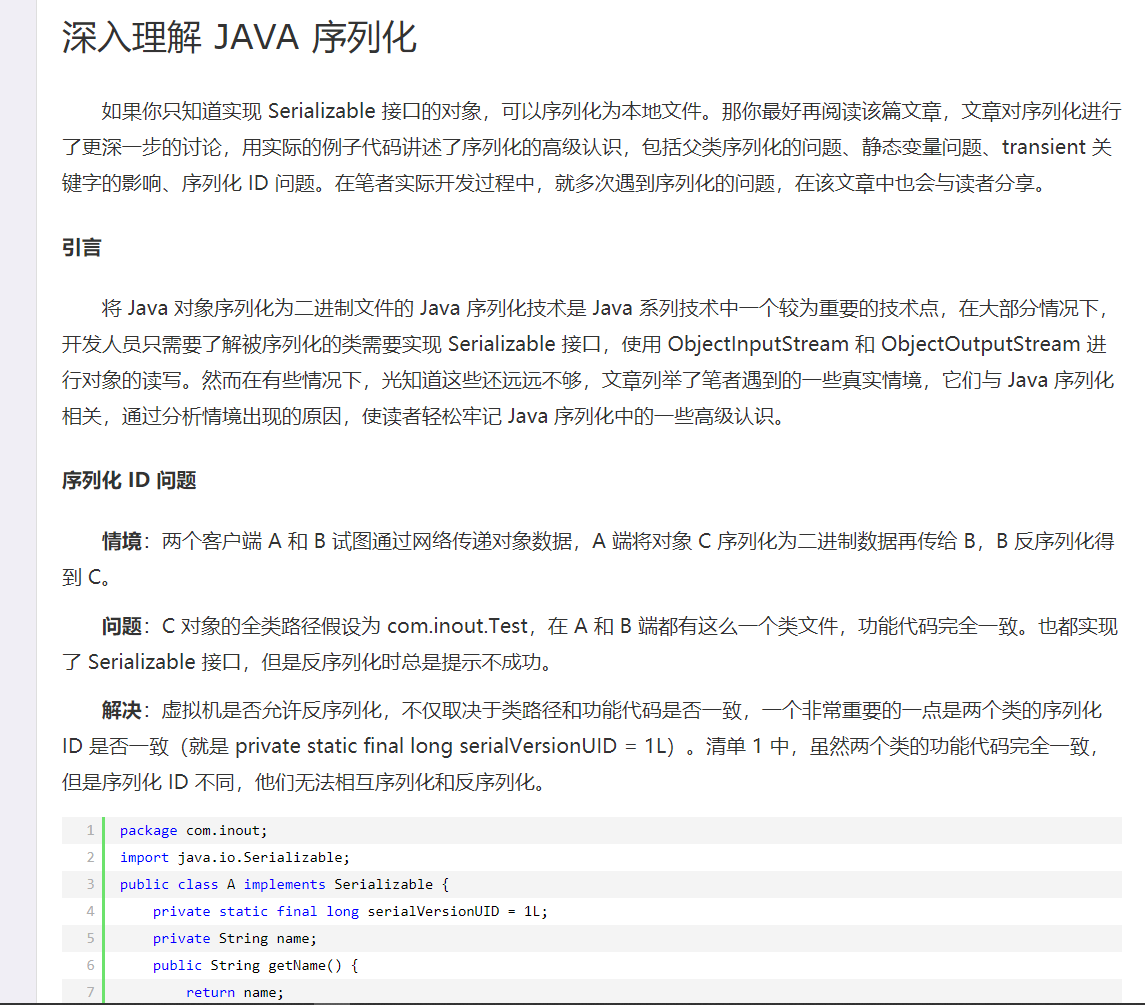 深入理解 JAVA 序列化
如果你只知道实现 Serializable 接口的对象，可以序列化为本地文件。那你最好再阅读该篇文章，文章对序列化进行
了更深一步的讨论，用实际的例子代码讲述了序列化的高级认识，包括父类序列化的问题、静态变量问题、transient 关
键字的影响、序列化 ID 问题。在笔者实际开发过程中，就多次遇到序列化的问题，在该文章中也会与读者分享。
引言
将 Java 对象序列化为二进制文件的 Java 序列化技术是 Java 系列技术中一个较为重要的技术点，在大部分情况下，
开发人员只需要了解被序列化的类需要实现 Serializable 接口，使用 ObjectInputStream 和 ObjectOutputStream 进
行对象的读写。然而在有些情况下，光知道这些还远远不够，文章列举了笔者遇到的一些真实情境，它们与 Java 序列化
相关，通过分析情境出现的原因，使读者轻松牢记 Java 序列化中的一些高级认识。
序列化 ID 问题
情境：两个客户端 A 和 B 试图通过网络传递对象数据，A 端将对象 C 序列化为二进制数据再传给 B，B 反序列化得
到 C。
问题：C 对象的全类路径假设为 com.inout.Test，在 A 和 B 端都有这么一个类文件，功能代码完全一致。也都实现
了 Serializable 接口，但是反序列化时总是提示不成功。
解决：虚拟机是否允许反序列化，不仅取决于类路径和功能代码是否一致，一个非常重要的一点是两个类的序列化
ID 是否一致（就是 private static final long serialVersionUID = 1L）。清单 1 中，虽然两个类的功能代码完全一致，
但是序列化 ID 不同，他们无法相互序列化和反序列化。
1 package com.inout;
2 import java.io.Serializable;
3 public class A implements Serializable {
4 private static final long serialVersionUID = 1L;
5 private String name;
6 public String getName() {
7 return name;